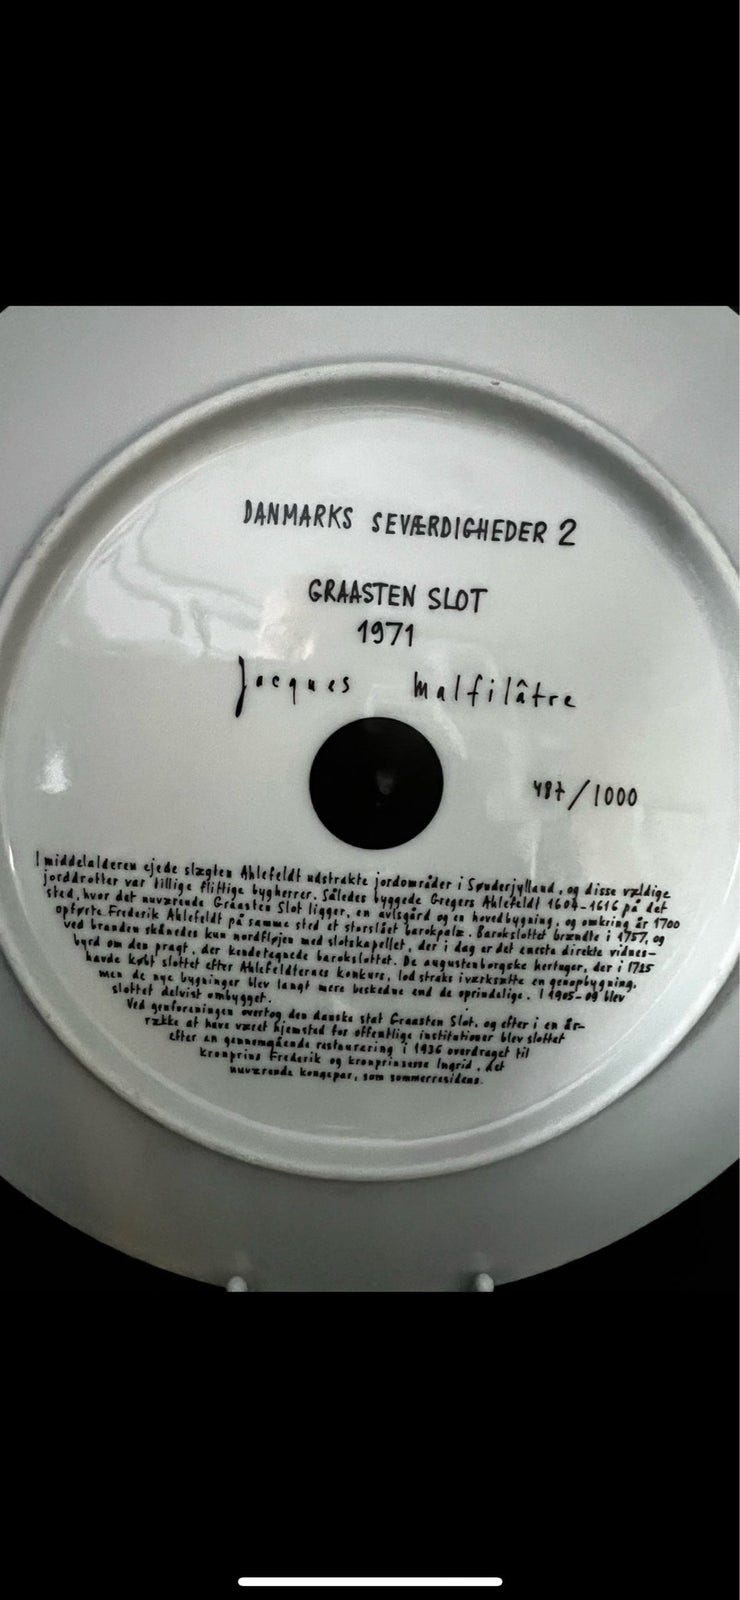 DANMARKS SEVÆRDIGHEDER 2
GRAASTEN SLOT
1971
Jacques Malfilâtre
487/1000
I middelalderen ejede slægten Ahlefeldt udstrakte jordområder i Sønderjylland, og disse vældige
jorddrotter var tillige flittige bygherrer. Således byggede Gregers Ahlefeldt 1604-1616 på det
sted, hvor det nuværende Graasten Slot ligger, en avlsgård og en hovedbygning, og omkring år 1700
opførte Frederik Ahlefeldt på samme sted et storslået barokpalæ. Barokslottet brændte i 1757, og
ved branden skånedes kun nordfløjen med slotskapellet, der i dag er det eneste direkte vidnes-
byrd om den pragt, der kendetegnede barokslottet. De augustenborgske hertuger, der i 1725
havde købt slottet efter Ahlefeldternes konkurs, lod straks iværksætte en genopbygning,
men de nye bygninger blev langt mere beskedne end de oprindelige. I 1905-09 blev
slottet delvist ombygget.
Ved genforeningen overtog den danske stat Graasten Slot, og efter i en år-
række at have været hjemsted for offentlige institutioner blev slottet
efter en gennemgående restaurering i 1936 overdraget til
kronprins Frederik og kronprinsesse Ingrid, det
nuværende kongepar, som sommerresidens.